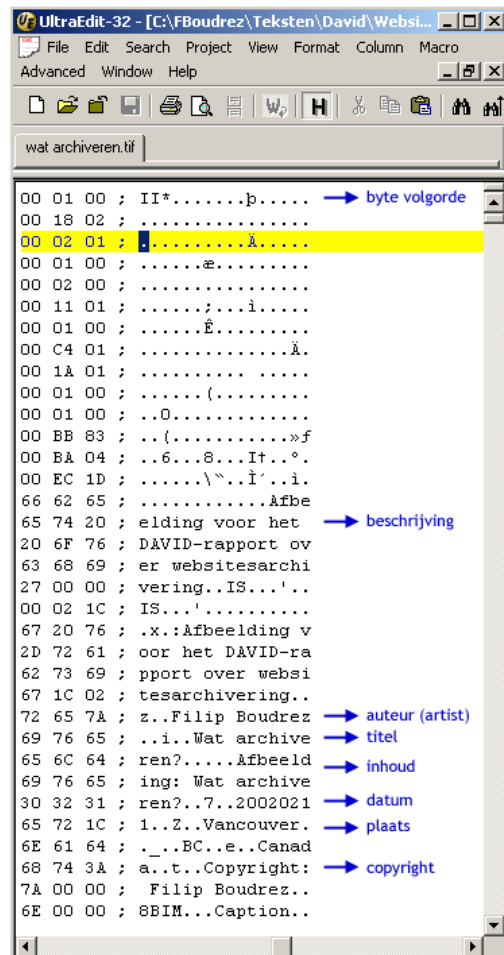 UltraEdit-32 - [C:\FBoudrez\Teksten\David\Websi...
File Edit Search Project View Format Column Macro
Advanced Window Help
wat archiveren.tif
00 01 00 ; II*.......þ..... byte volgorde
00 18 02 ; ................
00 02 01 ; ..........Ä.....
00 01 00 ; ......æ.........
00 02 00 ; ................
00 11 01 ; ......;...ì.....
00 01 00 ; ......Ê.........
00 C4 01 ; ..............Ä.
00 1A 01 ; .......... .....
00 01 00 ; ......(.........
00 01 00 ; ..O.............
00 BB 83 ; ..(...........»ƒ
00 BA 04 ; ..6...8...I†..º.
00 EC 1D ; ......\˜..Ì´..ì.
66 62 65 ; ............Afbe
65 74 20 ; elding voor het beschrijving
20 6F 76 ; DAVID-rapport ov
63 68 69 ; er websitesarchi
27 00 00 ; vering..IS...'..
00 02 1C ; IS...'..........
67 20 76 ; .x.:Afbeelding v
2D 72 61 ; oor het DAVID-ra
62 73 69 ; pport over websi
67 1C 02 ; tesarchivering..
72 65 7A ; z..Filip Boudrez auteur (artist)
69 76 65 ; ..i..Wat archive titel
65 6C 64 ; ren?.....Afbeeld inhoud
69 76 65 ; ing: Wat archive
30 32 31 ; ren?..7..2002021 datum
65 72 1C ; 1..Z..Vancouver. plaats
6E 61 64 ; ._..BC..e..Canad
68 74 3A ; a..t..Copyright: copyright
7A 00 00 ; Filip Boudrez..
6E 00 00 ; 8BIM...Caption..